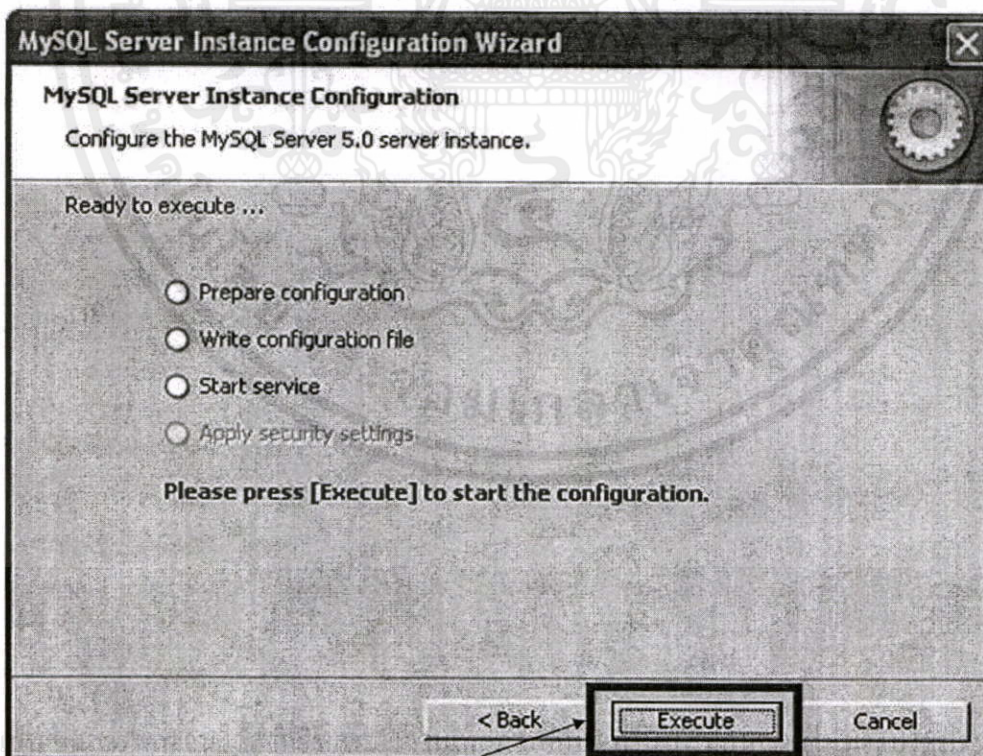 MySQL Server Instance Configuration Wizard
MySQL Server Instance Configuration
Configure the MySQL Server 5.0 server instance.
Ready to execute ...
Prepare configuration
Write configuration file
Start service
Apply security settings
Please press [Execute] to start the configuration.
< Back
Execute
Cancel